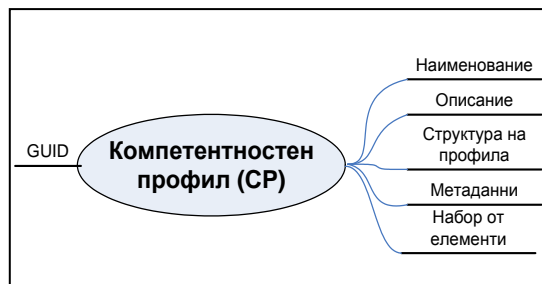 GUID
Компетентностен
профил (CP)
Наименование
Описание
Структура на
профила
Метаданни
Набор от
елементи